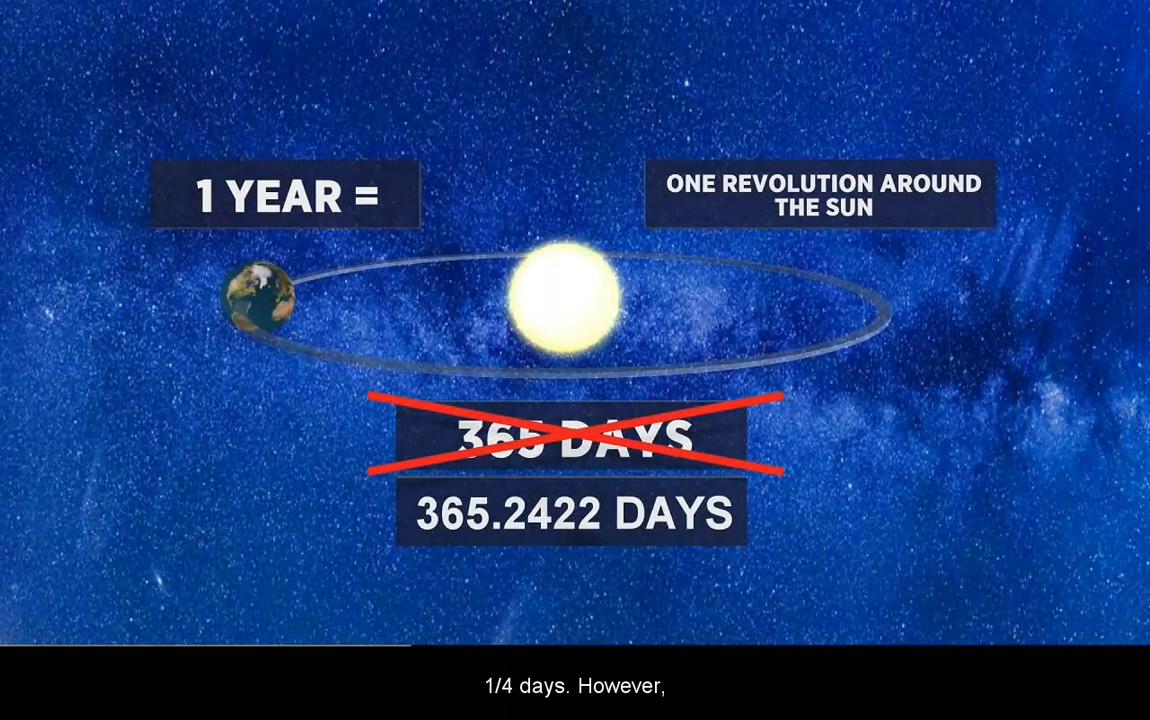 1 YEAR =
ONE REVOLUTION AROUND
THE SUN
365 DAYS
365.2422 DAYS
1/4 days. However,